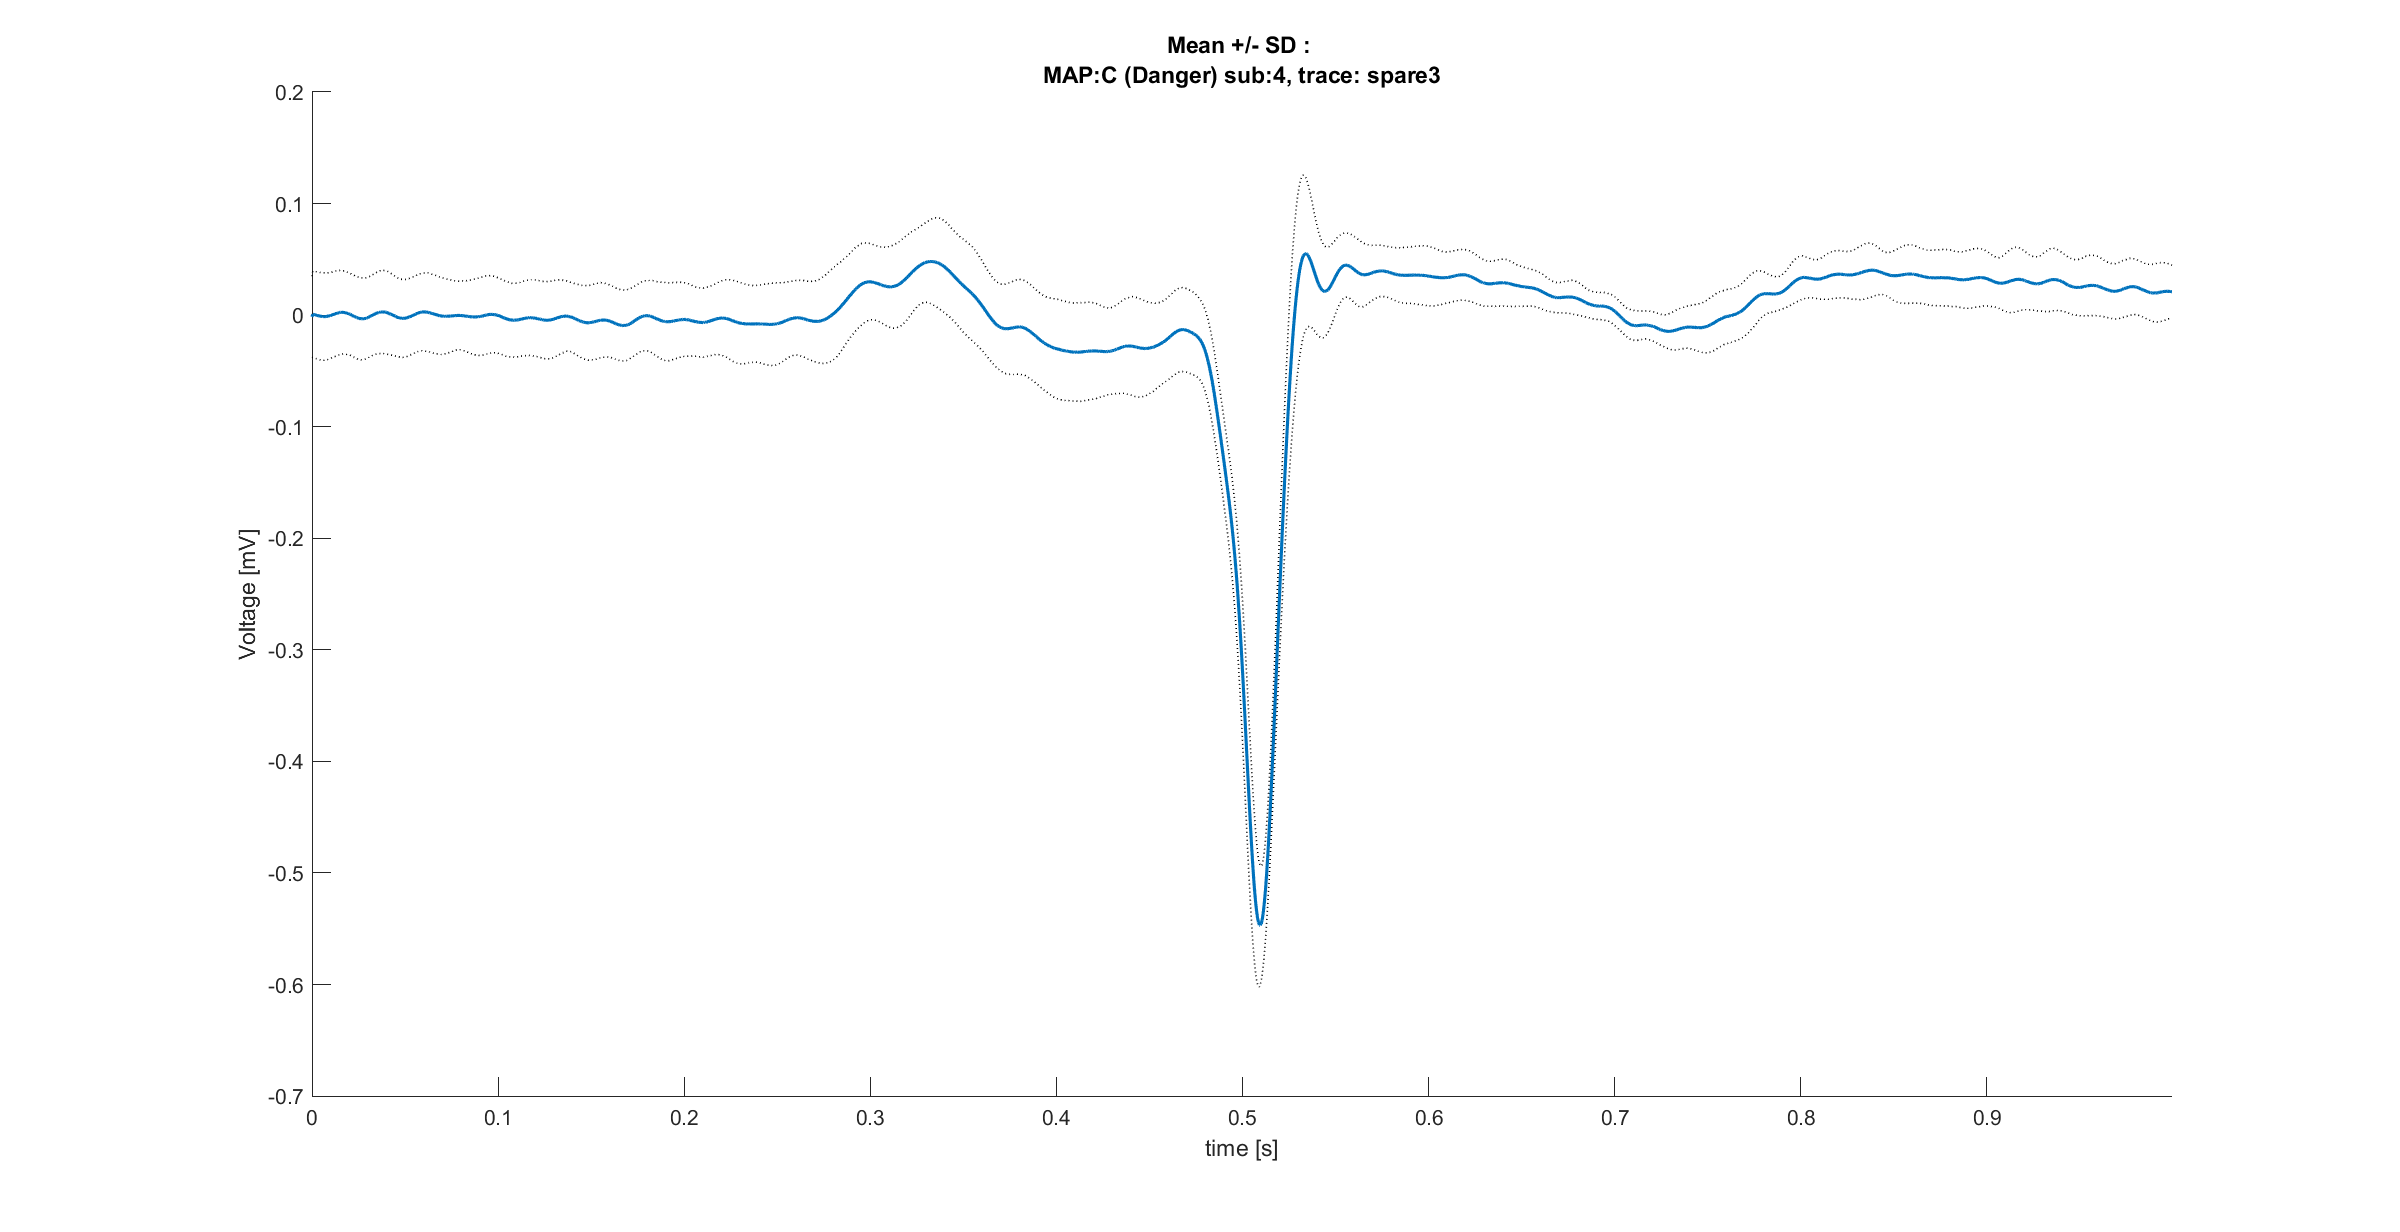 Mean +/- SD :
MAP:C (Danger) sub:4, trace: spare3
0.2
0.1
0
-0.1
-0.2
-0.3
-0.4
-0.5
-0.6
-0.7
Voltage [mV]
0 0.1 0.2 0.3 0.4 0.5 0.6 0.7 0.8 0.9
time [s]